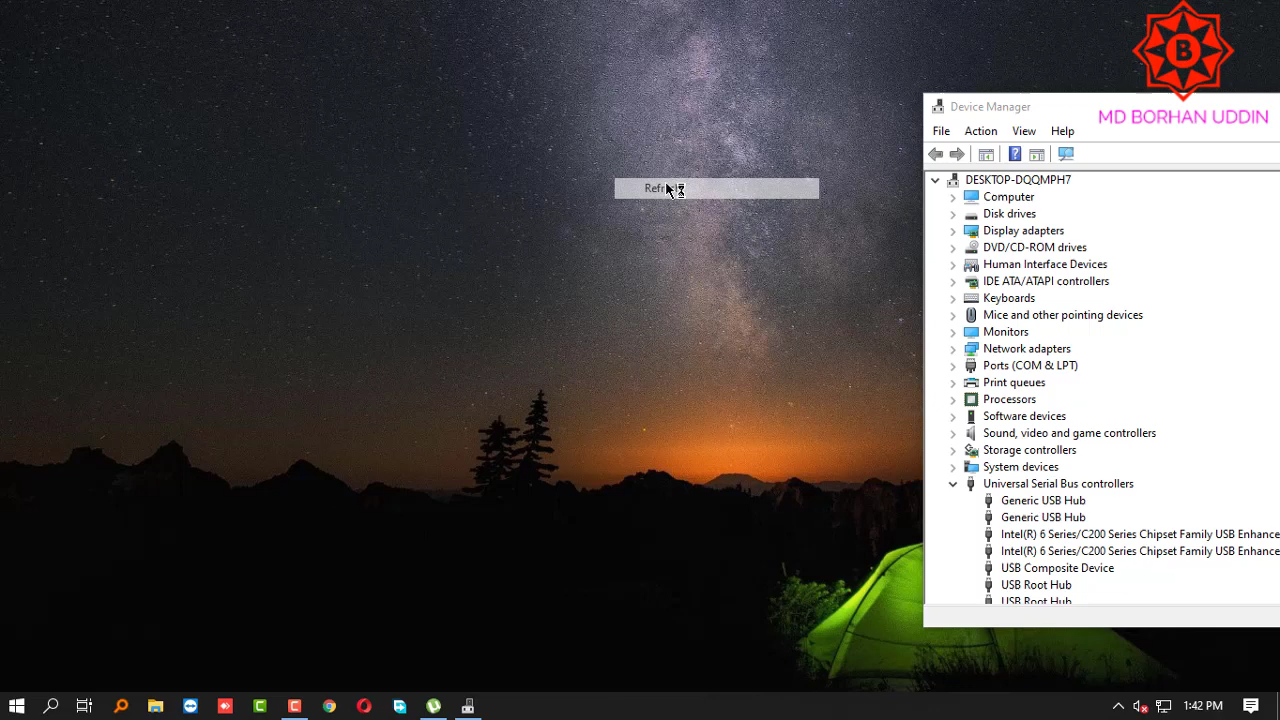 B
MD BORHAN UDDIN
Device Manager
File Action View Help
DESKTOP-DQQMPH7
Computer
Disk drives
Display adapters
DVD/CD-ROM drives
Human Interface Devices
IDE ATA/ATAPI controllers
Keyboards
Mice and other pointing devices
Monitors
Network adapters
Ports (COM & LPT)
Print queues
Processors
Software devices
Sound, video and game controllers
Storage controllers
System devices
Universal Serial Bus controllers
Generic USB Hub
Generic USB Hub
Intel(R) 6 Series/C200 Series Chipset Family USB Enhance
Intel(R) 6 Series/C200 Series Chipset Family USB Enhance
USB Composite Device
USB Root Hub
USB Root Hub
1:42 PM